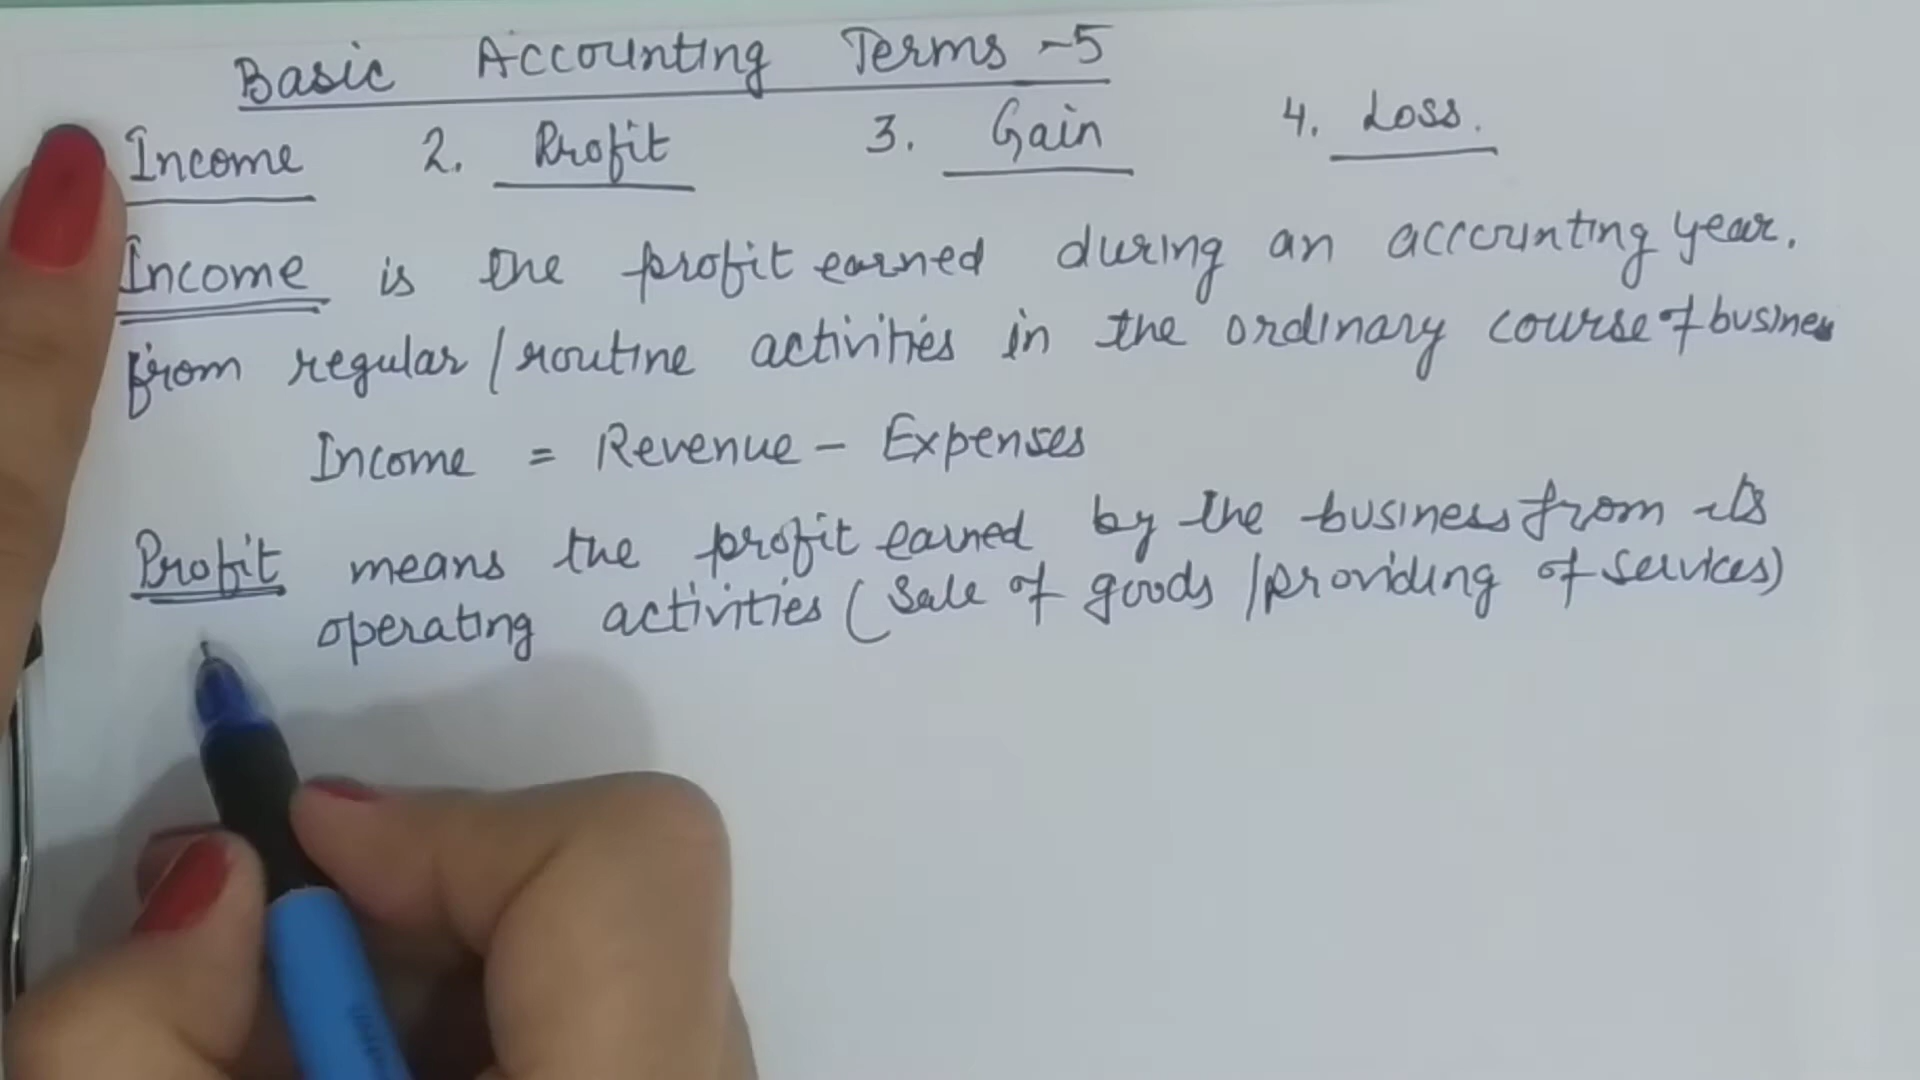 Basic Accounting Terms -5
Income 2. Profit 3. Gain 4. Loss.
Income is the profit earned during an accounting year.
from regular/routine activities in the ordinary course of business
Income = Revenue - Expenses
Profit means the profit earned by the business from its
operating activities (Sale of goods /providing of services)